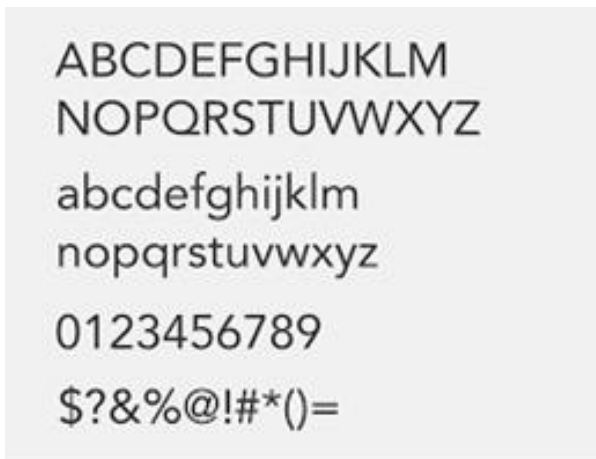 ABCDEFGHIJKLM
NOPQRSTUVWXYZ
abcdefghijklm
nopqrstuvwxyz
0123456789
$?&%@!#*()=